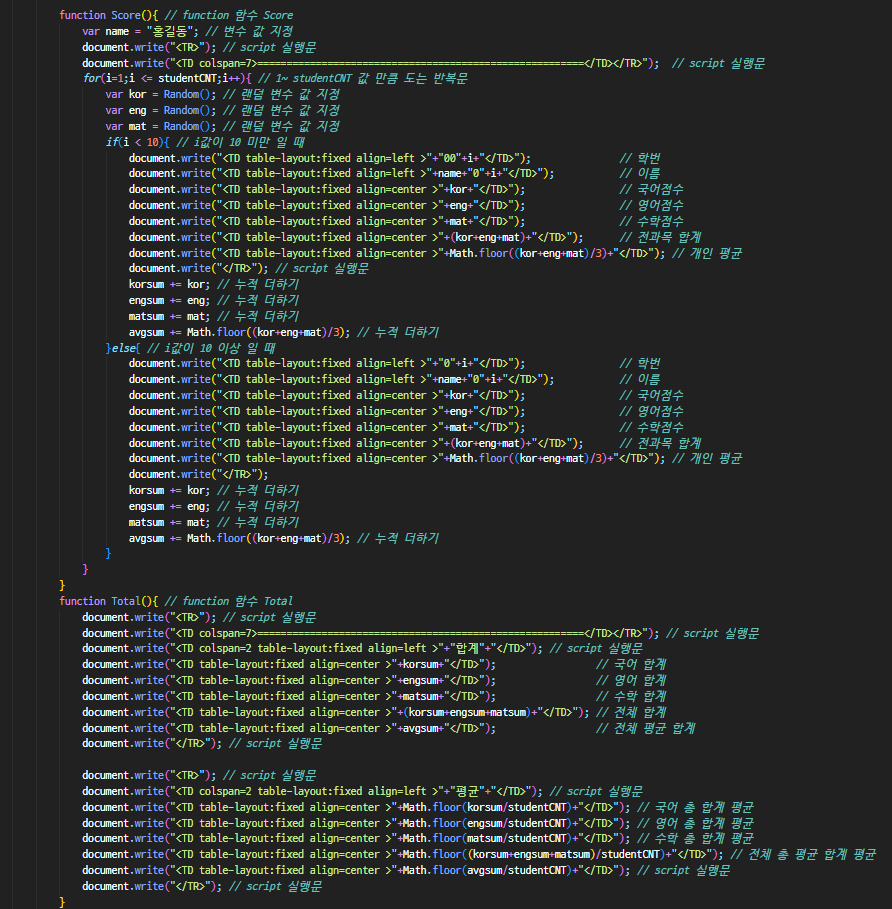 function Score(){ // function 함수 Score
var name = "홍길동"; // 변수 값 지정
document.write("<TR>"); // script 실행문
document.write("<TD colspan=7>========================================================</TD></TR>"); // script 실행문
for(i=1;i <= studentCNT;i++){ // 1~ studentCNT 값 만큼 도는 반복문
var kor = Random(); // 랜덤 변수 값 지정
var eng = Random(); // 랜덤 변수 값 지정
var mat = Random(); // 랜덤 변수 값 지정
if(i < 10){ // i값이 10 미만 일 때
document.write("<TD table-layout:fixed align=left >"+"00"+i+"</TD>"); // 학번
document.write("<TD table-layout:fixed align=left >"+name+"0"+i+"</TD>"); // 이름
document.write("<TD table-layout:fixed align=center >"+kor+"</TD>"); // 국어점수
document.write("<TD table-layout:fixed align=center >"+eng+"</TD>"); // 영어점수
document.write("<TD table-layout:fixed align=center >"+mat+"</TD>"); // 수학점수
document.write("<TD table-layout:fixed align=center >"+(kor+eng+mat)+"</TD>"); // 전과목 합계
document.write("<TD table-layout:fixed align=center >"+Math.floor((kor+eng+mat)/3)+"</TD>"); // 개인 평균
document.write("</TR>"); // script 실행문
korsum += kor; // 누적 더하기
engsum += eng; // 누적 더하기
matsum += mat; // 누적 더하기
avgsum += Math.floor((kor+eng+mat)/3); // 누적 더하기
}else{ // i값이 10 이상 일 때
document.write("<TD table-layout:fixed align=center >"+"0"+i+"</TD>"); // 학번
document.write("<TD table-layout:fixed align=left >"+name+"0"+i+"</TD>"); // 이름
document.write("<TD table-layout:fixed align=center >"+kor+"</TD>"); // 국어점수
document.write("<TD table-layout:fixed align=center >"+eng+"</TD>"); // 영어점수
document.write("<TD table-layout:fixed align=center >"+mat+"</TD>"); // 수학점수
document.write("<TD table-layout:fixed align=center >"+(kor+eng+mat)+"</TD>"); // 전과목 합계
document.write("<TD table-layout:fixed align=center >"+Math.floor((kor+eng+mat)/3)+"</TD>"); // 개인 평균
document.write("</TR>");
korsum += kor; // 누적 더하기
engsum += eng; // 누적 더하기
matsum += mat; // 누적 더하기
avgsum += Math.floor((kor+eng+mat)/3); // 누적 더하기
}
}
}
function Total(){ // function 함수 Total
document.write("<TR>"); // script 실행문
document.write("<TD colspan=7>========================================================</TD></TR>"); // script 실행문
document.write("<TD colspan=2 table-layout:fixed align=left >"+"합계"+"</TD>"); // script 실행문
document.write("<TD table-layout:fixed align=center >"+korsum+"</TD>"); // 국어 합계
document.write("<TD table-layout:fixed align=center >"+engsum+"</TD>"); // 영어 합계
document.write("<TD table-layout:fixed align=center >"+matsum+"</TD>"); // 수학 합계
document.write("<TD table-layout:fixed align=center >"+(korsum+engsum+matsum)+"</TD>"); // 전체 합계
document.write("<TD table-layout:fixed align=center >"+avgsum+"</TD>"); // 전체 평균 합계
document.write("</TR>"); // script 실행문
document.write("<TR>"); // script 실행문
document.write("<TD colspan=2 table-layout:fixed align=left >"+"평균"+"</TD>"); // script 실행문
document.write("<TD table-layout:fixed align=center >"+Math.floor(korsum/studentCNT)+"</TD>"); // 국어 총 합계 평균
document.write("<TD table-layout:fixed align=center >"+Math.floor(engsum/studentCNT)+"</TD>"); // 영어 총 합계 평균
document.write("<TD table-layout:fixed align=center >"+Math.floor(matsum/studentCNT)+"</TD>"); // 수학 총 합계 평균
document.write("<TD table-layout:fixed align=center >"+Math.floor((korsum+engsum+matsum)/studentCNT)+"</TD>"); // 전체 총 평균 합계 평균
document.write("<TD table-layout:fixed align=center >"+Math.floor(avgsum/studentCNT)+"</TD>"); // script 실행문
document.write("</TR>"); // script 실행문
}